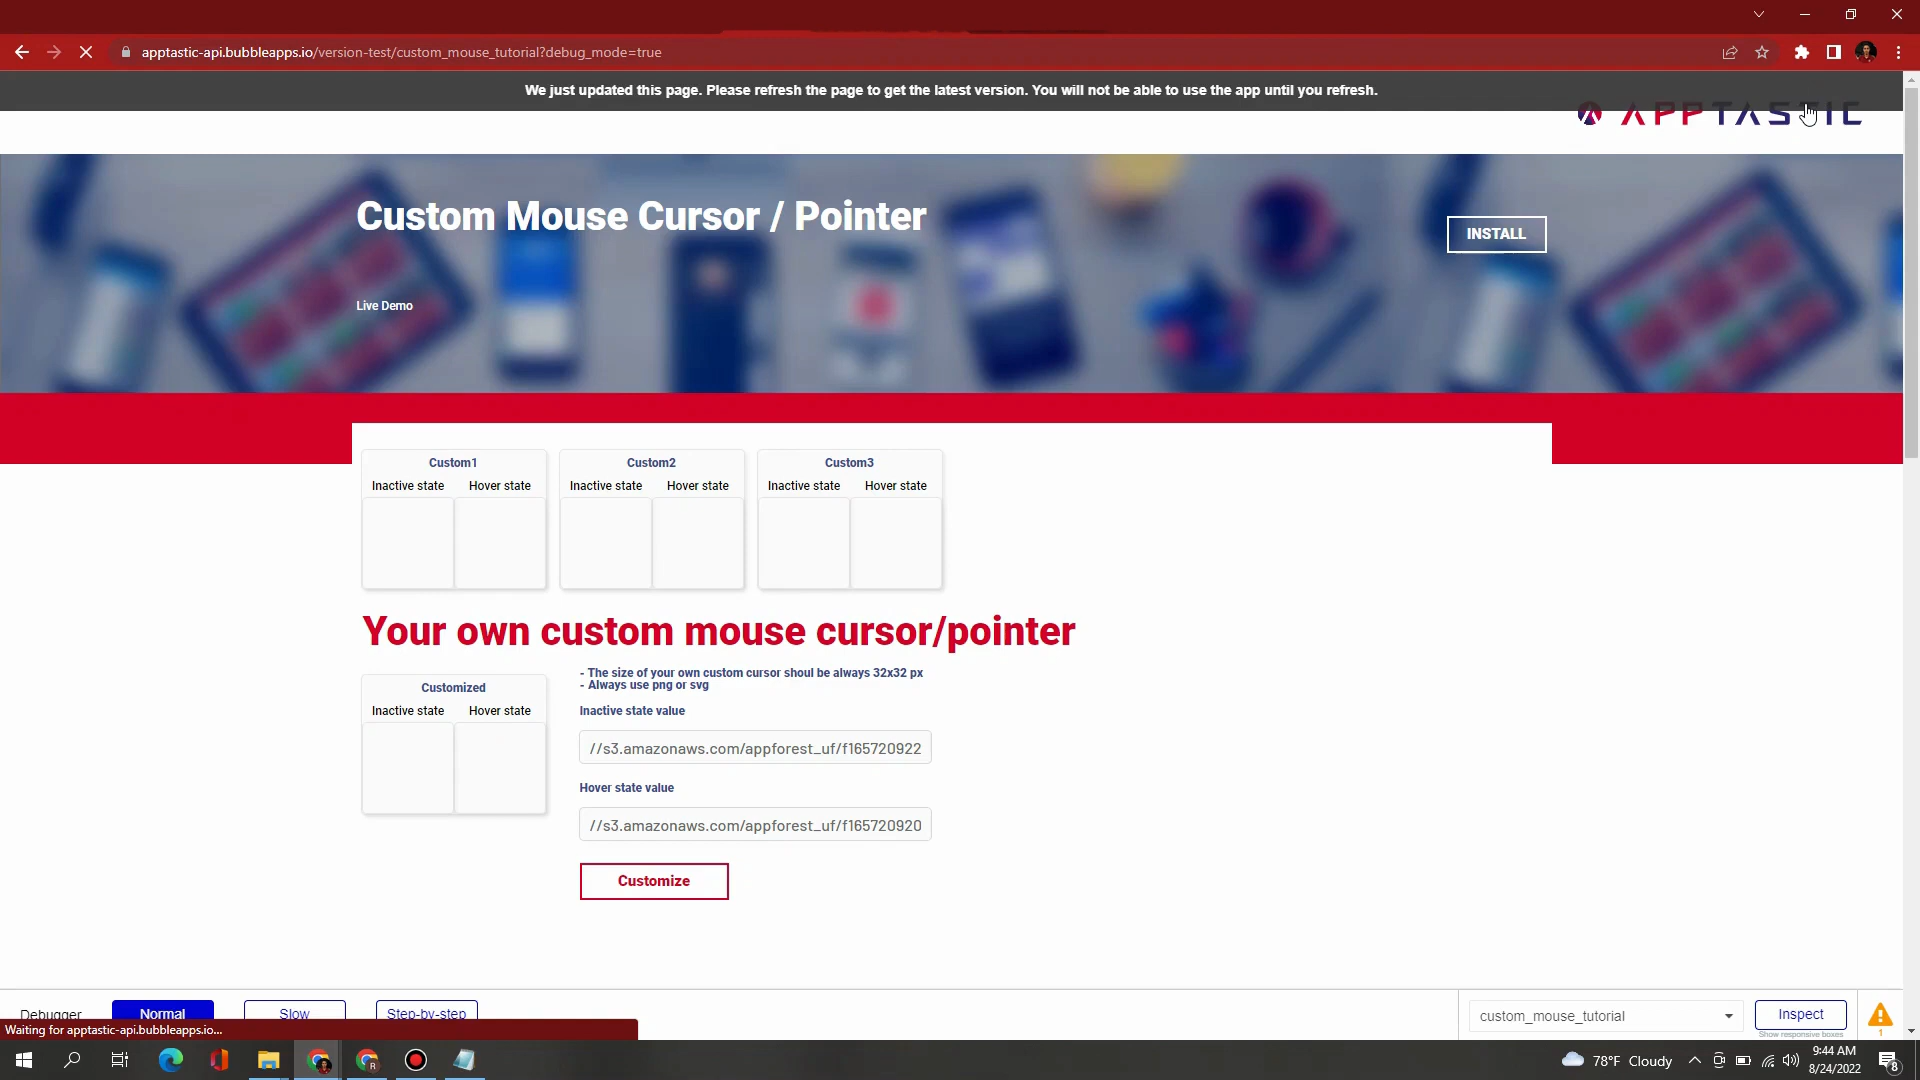 apptastic-api.bubbleapps.io/version-test/custom_mouse_tutorial?debug_mode=true
We just updated this page. Please refresh the page to get the latest version. You will not be able to use the app until you refresh.
APPTASTIC
Custom Mouse Cursor / Pointer
INSTALL
Live Demo
Custom1
Custom2
Custom3
Inactive state
Hover state
Inactive state
Hover state
Inactive state
Hover state
Your own custom mouse cursor/pointer
- The size of your own custom cursor shoul be always 32x32 px
- Always use png or svg
Customized
Inactive state
Hover state
Inactive state value
//s3.amazonaws.com/appforest_uf/f165720922
Hover state value
//s3.amazonaws.com/appforest_uf/f165720920
Customize
Debugger
Normal
Slow
Step-by-step
custom_mouse_tutorial
Inspect
Show responsive boxes
1
Waiting for apptastic-api.bubbleapps.io...
R
78°F Cloudy
9:44 AM
8/24/2022
8